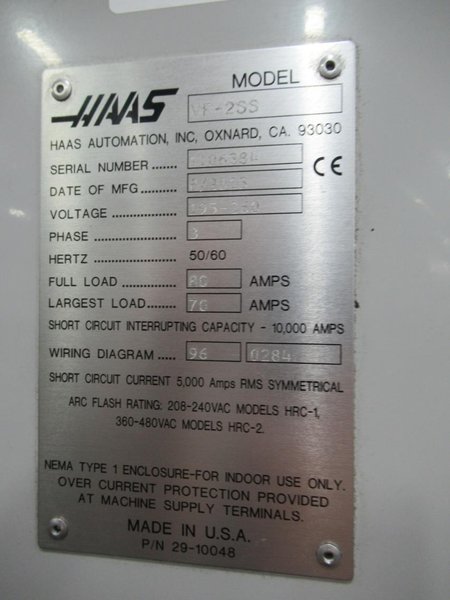 HAAS
MODEL
VF-2SS
HAAS AUTOMATION, INC, OXNARD, CA. 93030
SERIAL NUMBER
CE
DATE OF MFG
VOLTAGE 195-260
PHASE 3
HERTZ 50/60
FULL LOAD AMPS
LARGEST LOAD 70 AMPS
SHORT CIRCUIT INTERRUPTING CAPACITY - 10,000 AMPS
WIRING DIAGRAM 96 0284
SHORT CIRCUIT CURRENT 5,000 Amps RMS SYMMETRICAL
ARC FLASH RATING: 208-240VAC MODELS HRC-1,
360-480VAC MODELS HRC-2.
NEMA TYPE 1 ENCLOSURE-FOR INDOOR USE ONLY.
OVER CURRENT PROTECTION PROVIDED
AT MACHINE SUPPLY TERMINALS.
MADE IN U.S.A.
P/N 29-10048